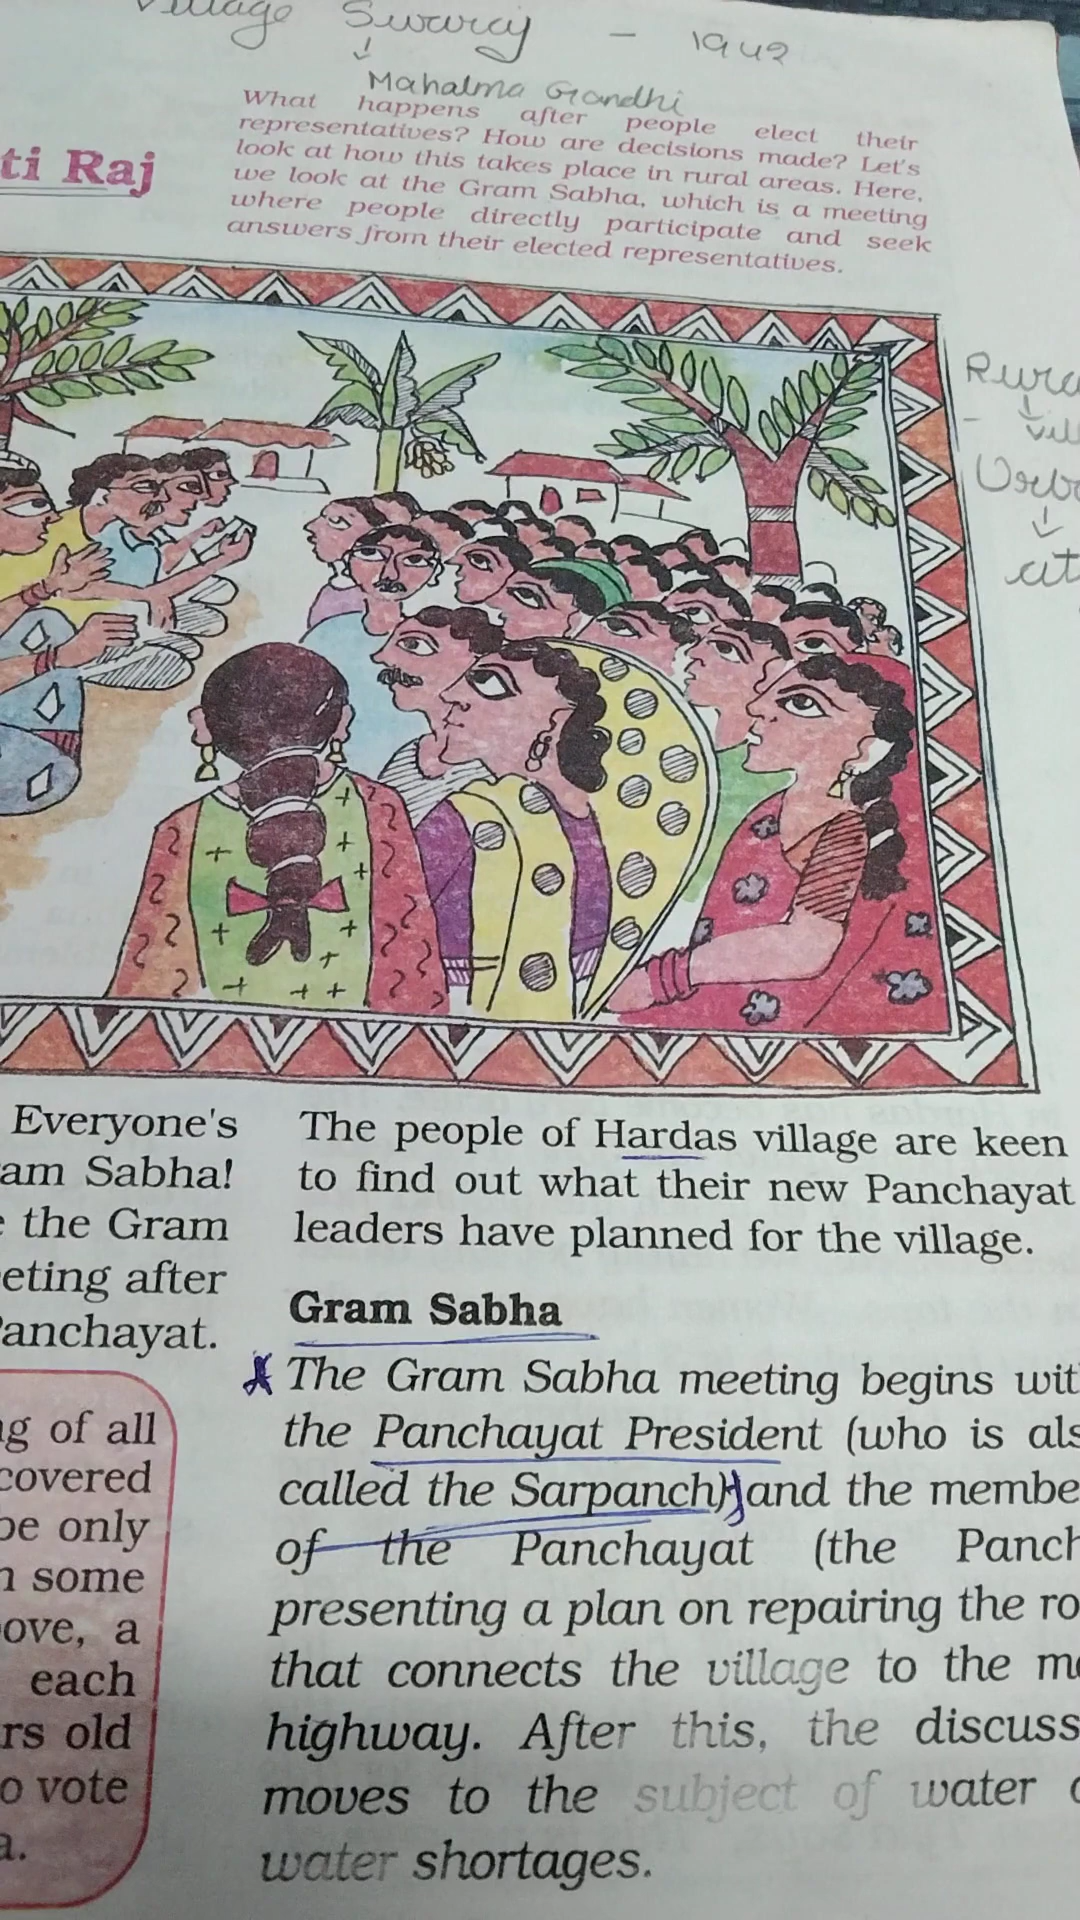 Village Swaraj - 1942
Mahatma Gandhi
What happens after people elect their
representatives? How are decisions made? Let's
look at how this takes place in rural areas. Here,
we look at the Gram Sabha, which is a meeting
where people directly participate and seek
answers from their elected representatives.
ti Raj
Everyone's
am Sabha!
the Gram
eting after
Panchayat.
g of all
covered
be only
some
ove, a
each
rs old
o vote
a.
The people of Hardas village are keen
to find out what their new Panchayat
leaders have planned for the village.
Gram Sabha
The Gram Sabha meeting begins wit
the Panchayat President (who is als
called the Sarpanch) and the membe
of the Panchayat (the Panch
presenting a plan on repairing the ro
that connects the village to the m
highway. After this, the discuss
moves to the subject of water
water shortages.